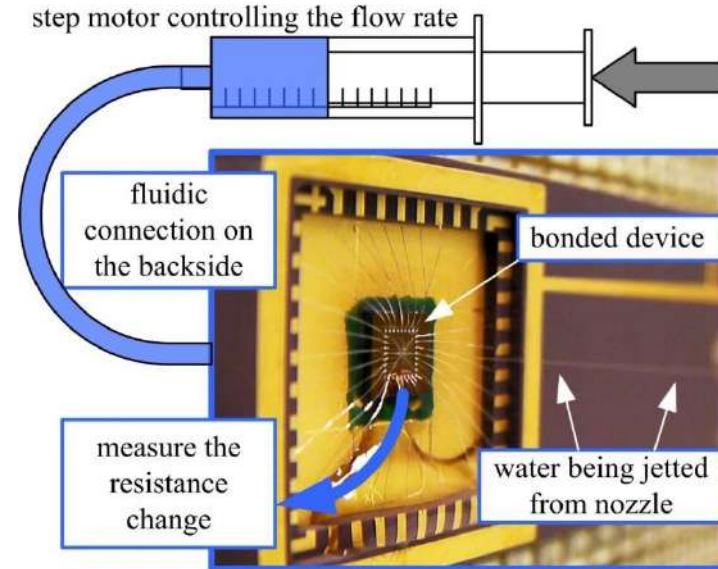 step motor controlling the flow rate
fluidic
connection on
the backside
bonded device
measure the
resistance
change
water being jetted
from nozzle